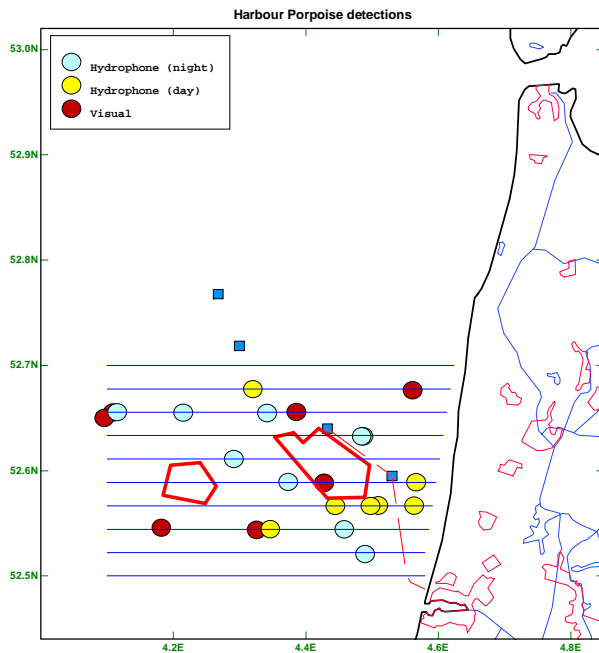 Harbour Porpoise detections
53.0N
Hydrophone (night)
Hydrophone (day)
Visual
52.9N
52.8N
52.7N
52.6N
52.5N
4.2E 4.4E 4.6E 4.8E